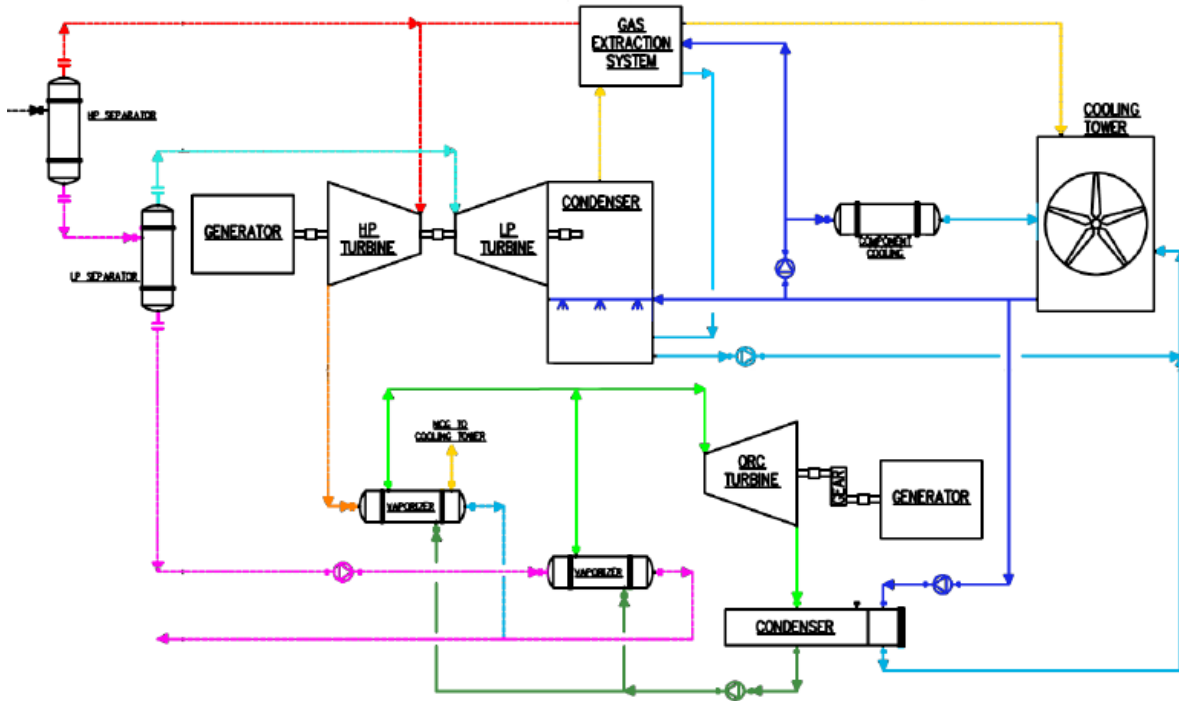 GAS
EXTRACTION
SYSTEM
HP SEPARATOR
COOLING
TOWER
GENERATOR
HP
TURBINE
LP
TURBINE
CONDENSER
COMPONENT
COOLING
LP SEPARATOR
NCG TO
COOLING TOWER
VAPORIZER
ORC
TURBINE
GEAR
GENERATOR
VAPORIZER
CONDENSER